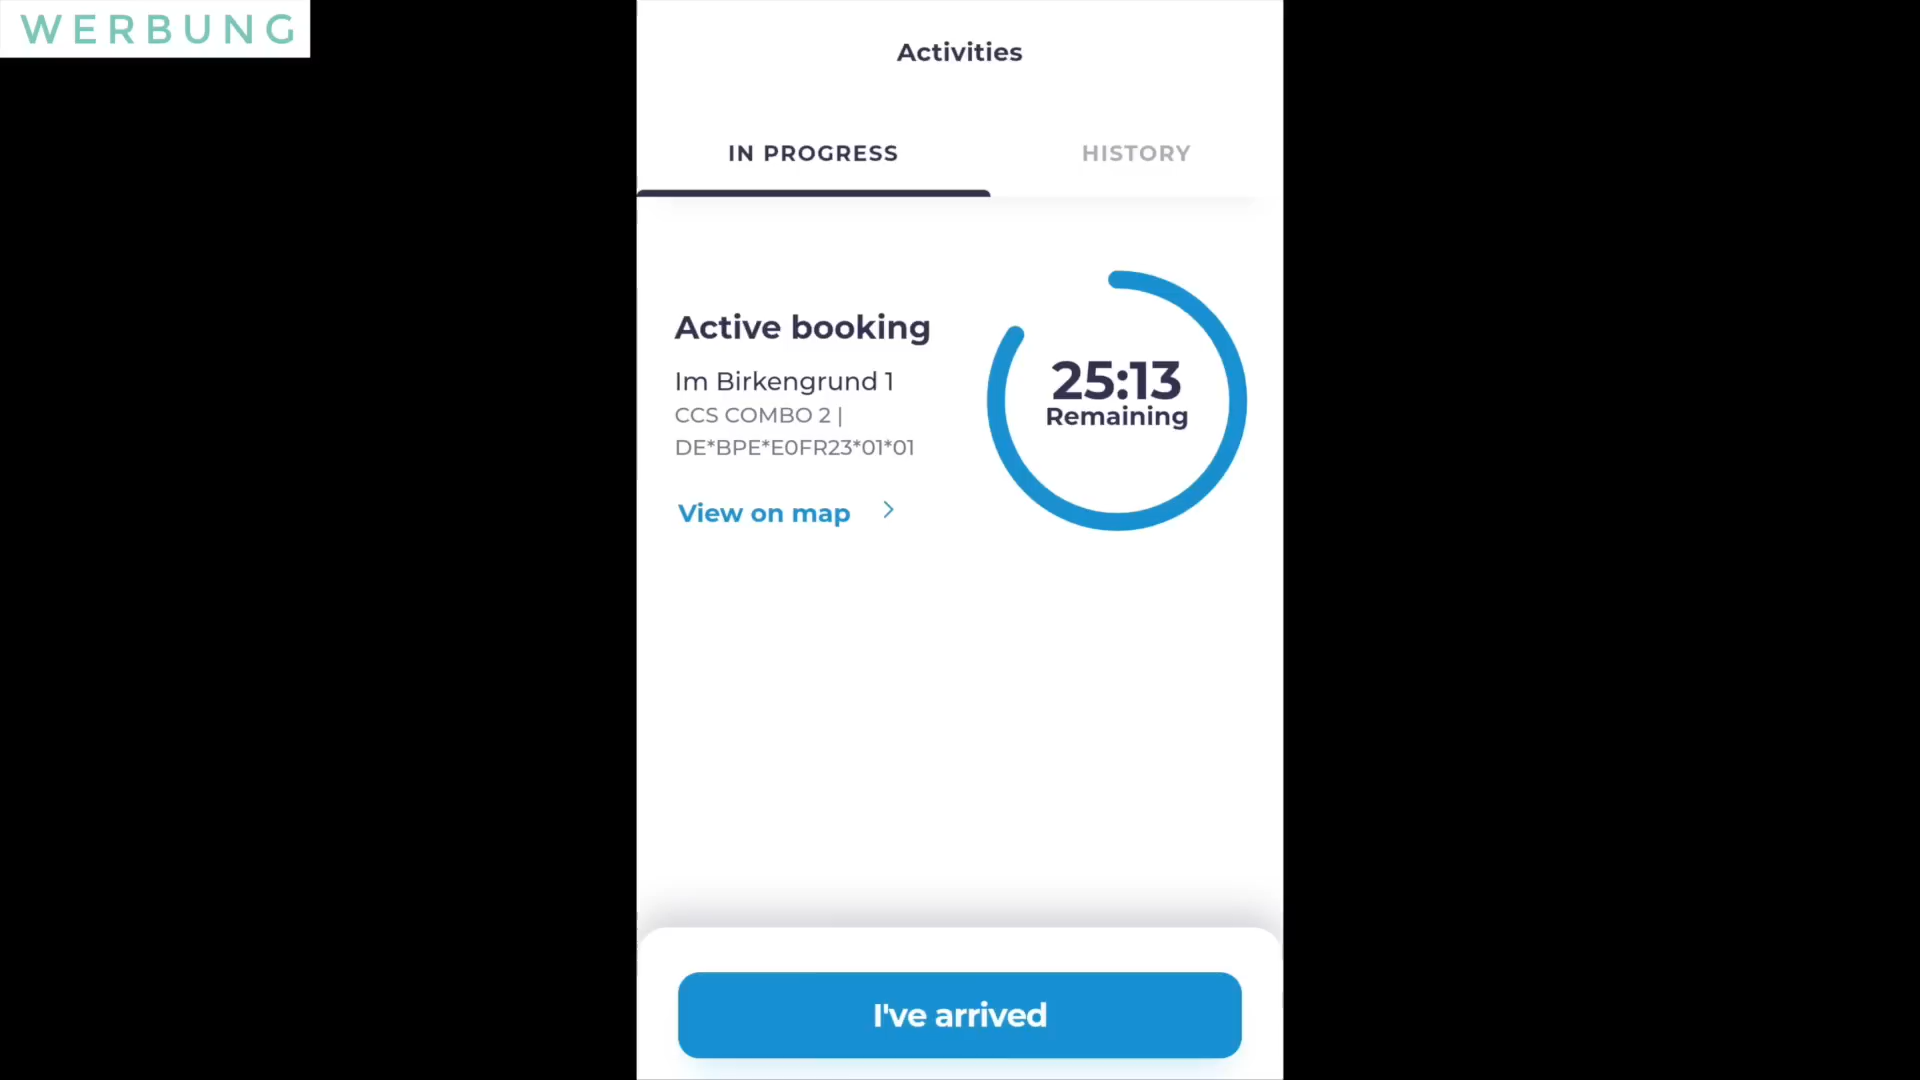 WERBUNG
Activities
IN PROGRESS
HISTORY
Active booking
Im Birkengrund 1
CCS COMBO 2 |
DE*BPE*E0FR23*01*01
View on map
25:13
Remaining
I've arrived